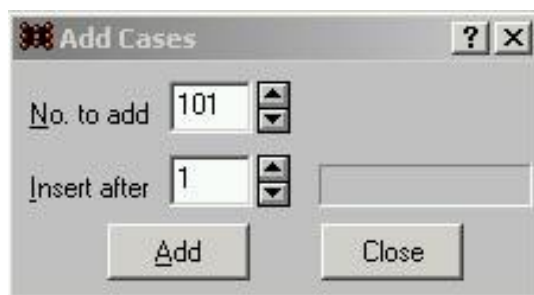 Add Cases
No. to add 101
Insert after 1
Add Close